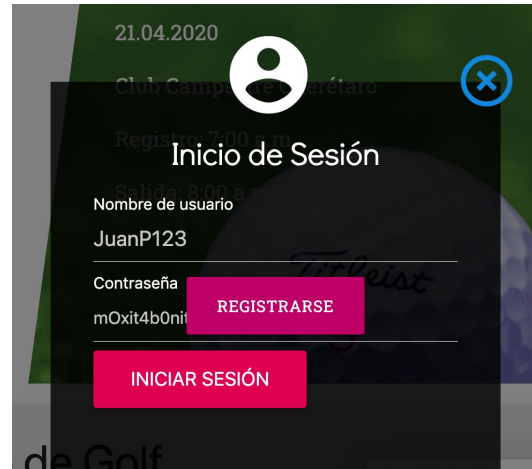 21.04.2020
Club Campestre Querétaro
Registro: 7:00 a.m.
Inicio de Sesión
Salida: 8:00 a.m.
Nombre de usuario
JuanP123
Titleist
Contraseña
REGISTRARSE
mOxit4b0nit
INICIAR SESIÓN
de Golf